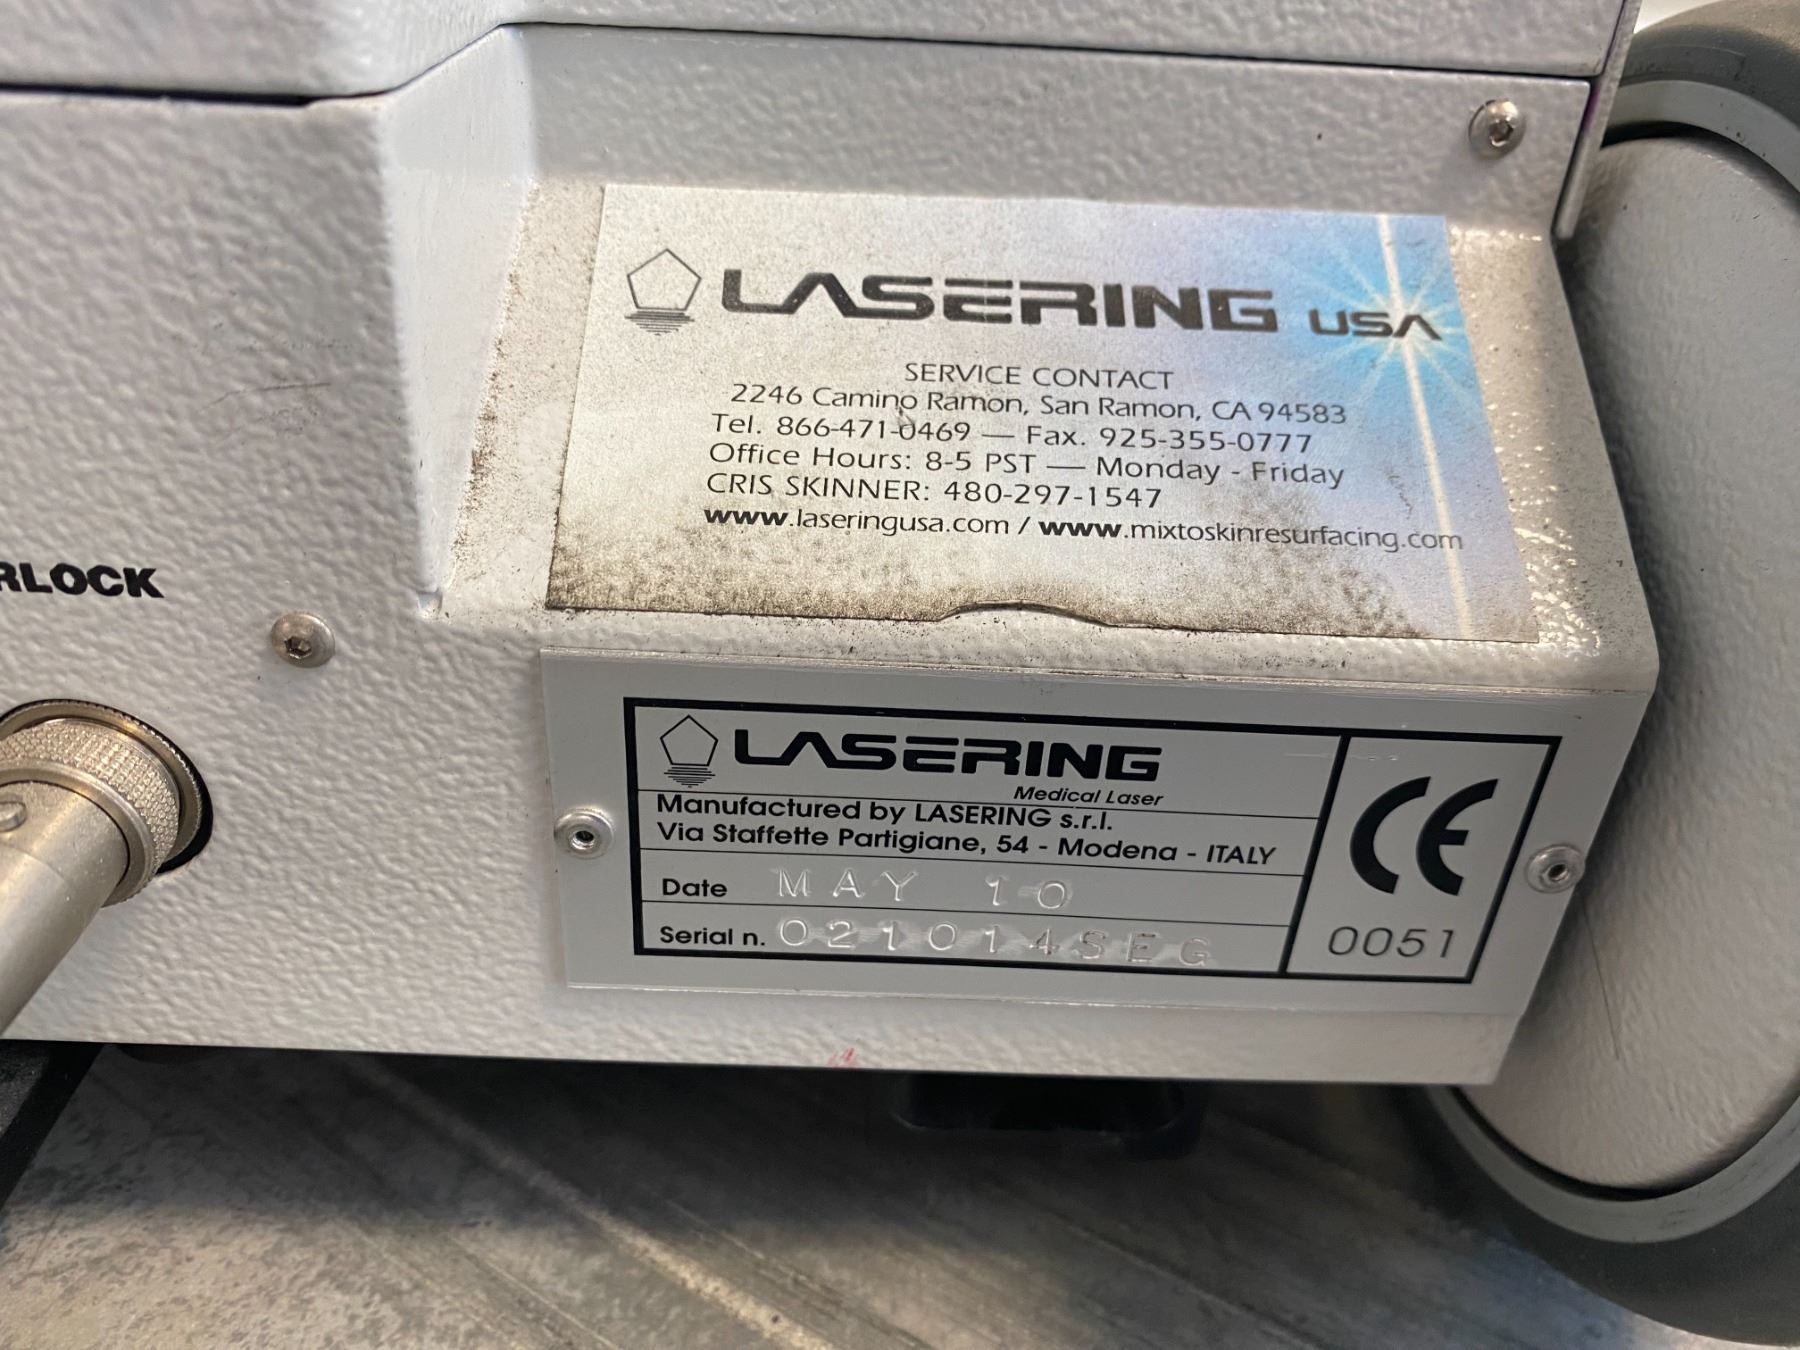 LASERING USA
SERVICE CONTACT
2246 Camino Ramon, San Ramon, CA 94583
Tel. 866-471-0469 — Fax. 925-355-0777
Office Hours: 8-5 PST — Monday - Friday
CRIS SKINNER: 480-297-1547
www.laseringusa.com / www.mixtoskinresurfacing.com
RLOCK
LASERING
Medical Laser
Manufactured by LASERING s.r.l.
Via Staffette Partigiane, 54 - Modena - ITALY
Date MAY 10
Serial n. 021014SEG
CE
0051